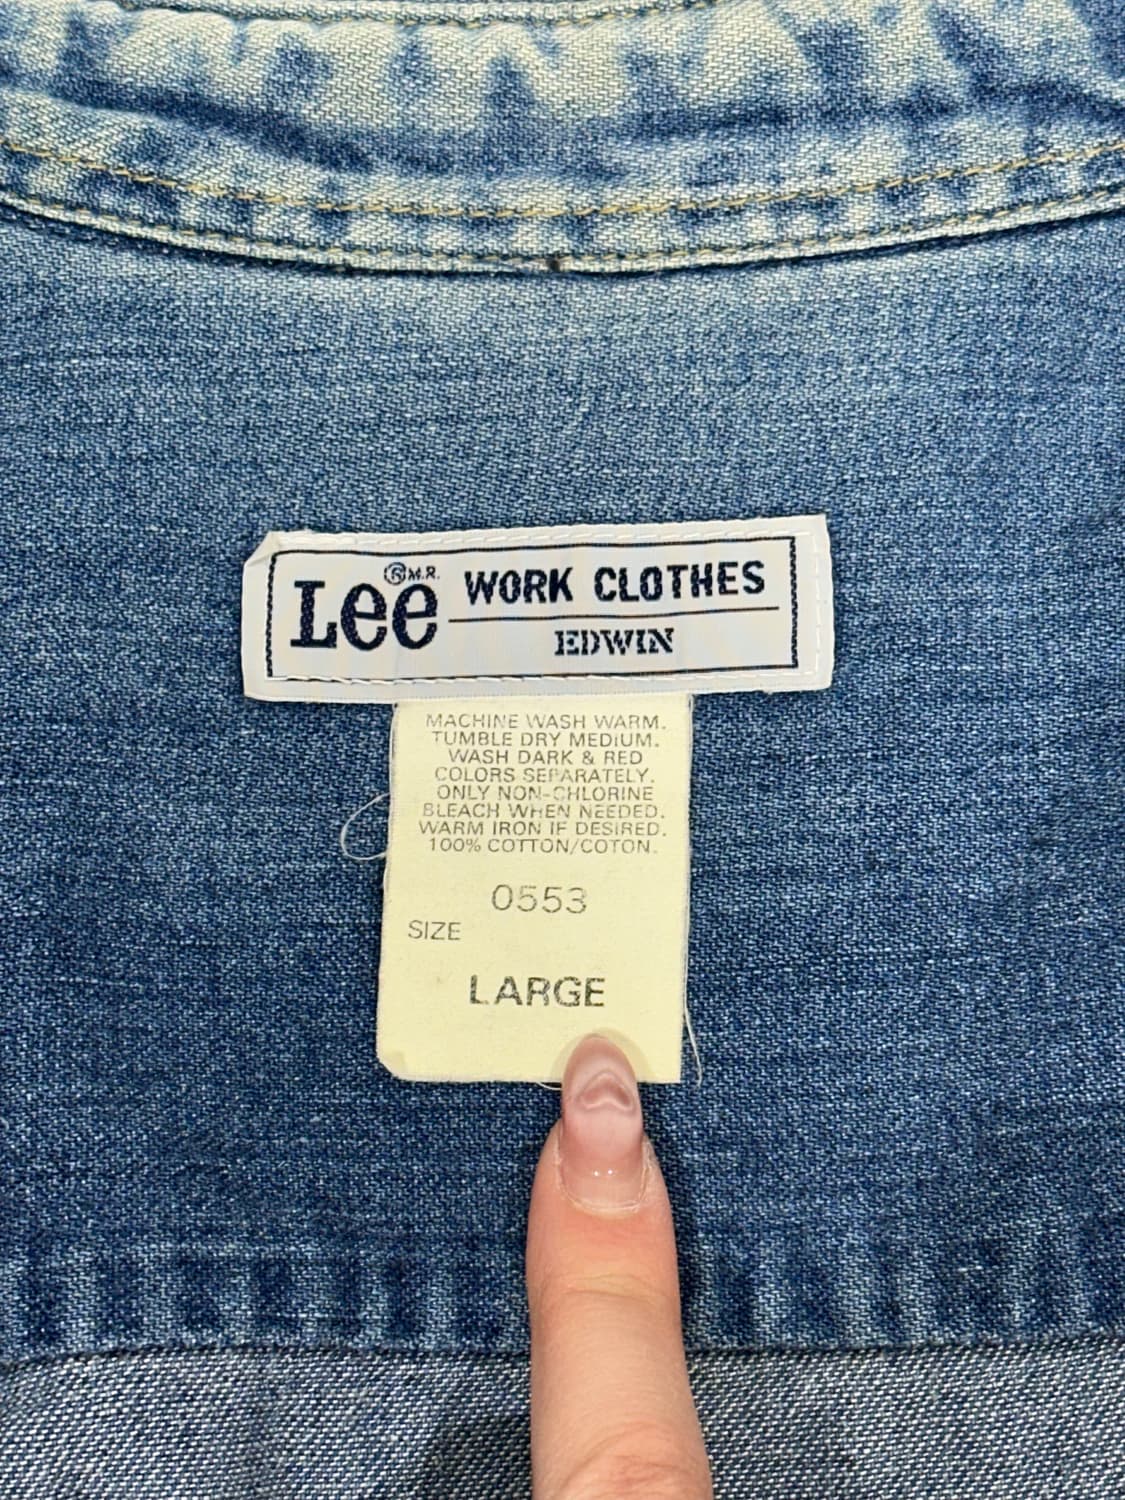 Lee ® M.R. WORK CLOTHES
EDWIN
MACHINE WASH WARM.
TUMBLE DRY MEDIUM.
WASH DARK & RED
COLORS SEPARATELY.
ONLY NON-CHLORINE
BLEACH WHEN NEEDED.
WARM IRON IF DESIRED.
100% COTTON/COTON.
0553
SIZE
LARGE